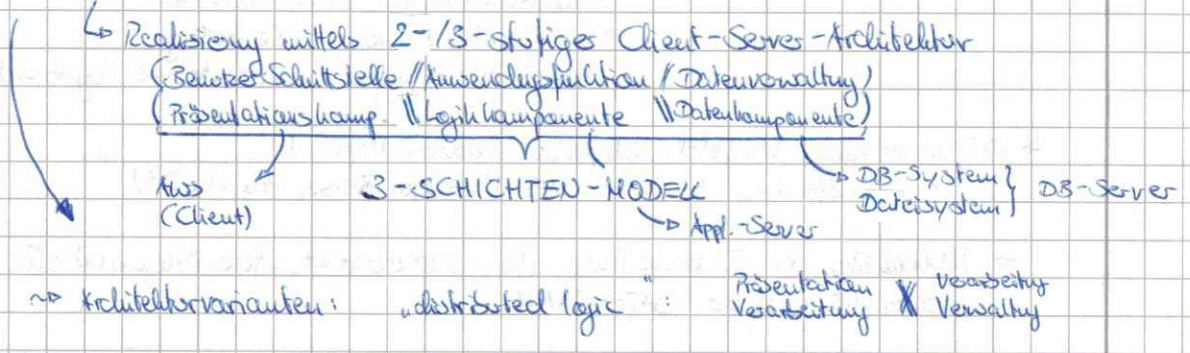 ↳ Realisierung mittels 2-/3-stufiger Client-Server-Architektur
(Benutzer Schnittstelle // Anwendungsfunktion / Datenverwaltung)
(Präsentationskomp. \\ Logikkomponente \\ Datenkomponente)
AWS 3-SCHICHTEN-MODELL → DB-System } DB-Server
(Client) Dateisystem
→ Appl.-Server
~> Architekturvarianten: "distributed logic": Präsentation X Verarbeitung
Verarbeitung Verwaltung